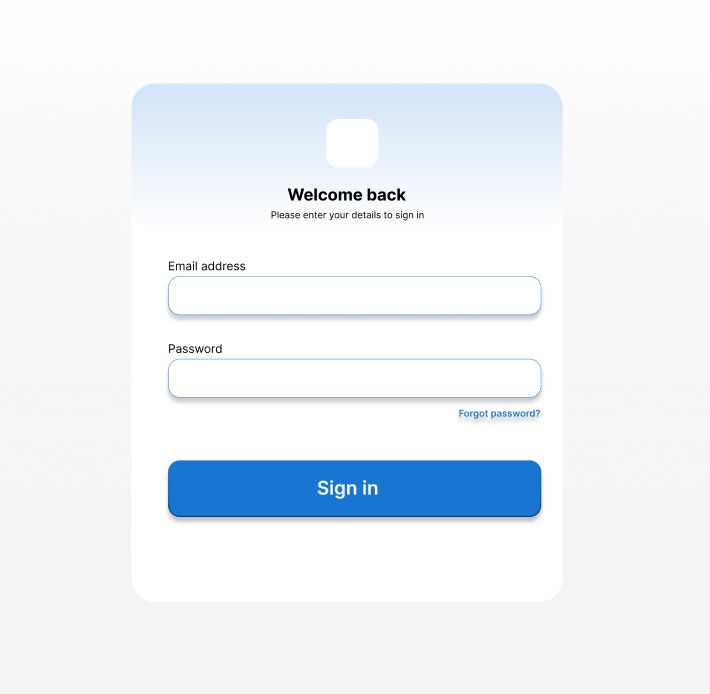 Welcome back
Please enter your details to sign in
Email address
Password
Forgot password?
Sign in